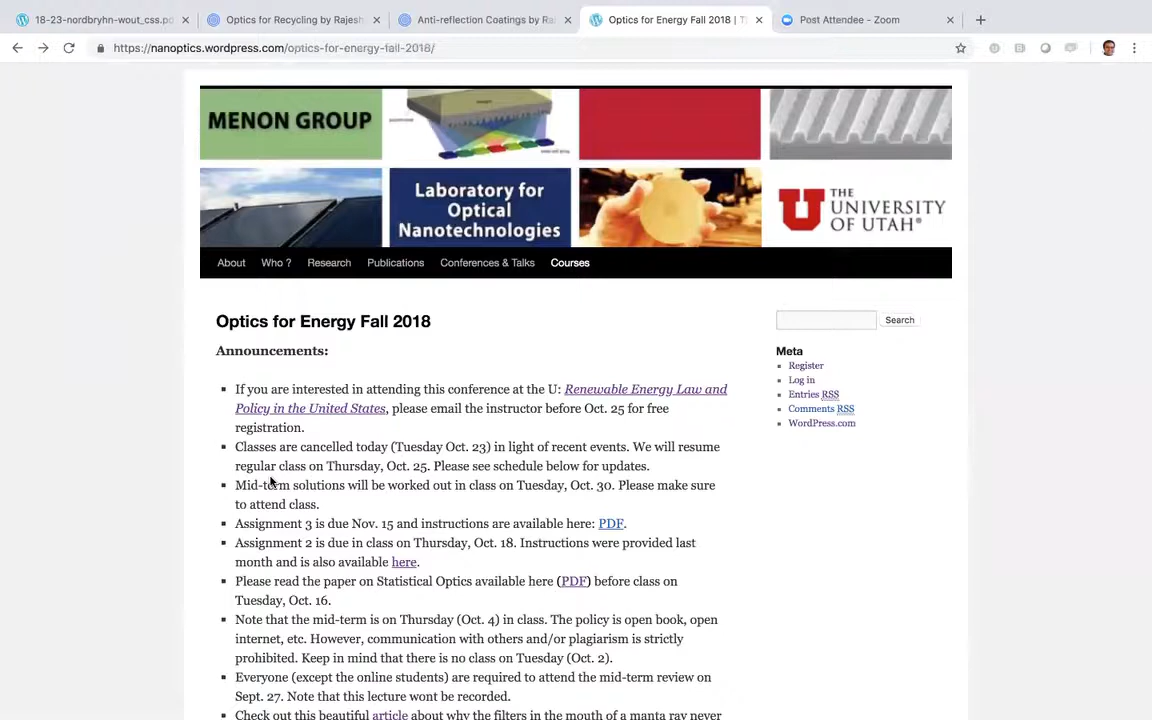 18-23-nordbryhn-wout_css.pd
Optics for Recycling by Rajesh
Anti-reflection Coatings by Ra
Optics for Energy Fall 2018 | T
Post Attendee - Zoom
https://nanoptics.wordpress.com/optics-for-energy-fall-2018/
MENON GROUP
Laboratory for
Optical
Nanotechnologies
THE
UNIVERSITY
OF UTAH®
About Who ? Research Publications Conferences & Talks Courses
Optics for Energy Fall 2018
Search
Announcements:
Meta
Register
Log in
Entries RSS
Comments RSS
WordPress.com
If you are interested in attending this conference at the U: Renewable Energy Law and
Policy in the United States, please email the instructor before Oct. 25 for free
registration.
Classes are cancelled today (Tuesday Oct. 23) in light of recent events. We will resume
regular class on Thursday, Oct. 25. Please see schedule below for updates.
Mid-term solutions will be worked out in class on Tuesday, Oct. 30. Please make sure
to attend class.
Assignment 3 is due Nov. 15 and instructions are available here: PDF.
Assignment 2 is due in class on Thursday, Oct. 18. Instructions were provided last
month and is also available here.
Please read the paper on Statistical Optics available here (PDF) before class on
Tuesday, Oct. 16.
Note that the mid-term is on Thursday (Oct. 4) in class. The policy is open book, open
internet, etc. However, communication with others and/or plagiarism is strictly
prohibited. Keep in mind that there is no class on Tuesday (Oct. 2).
Everyone (except the online students) are required to attend the mid-term review on
Sept. 27. Note that this lecture wont be recorded.
Check out this beautiful article about why the filters in the mouth of a manta ray never